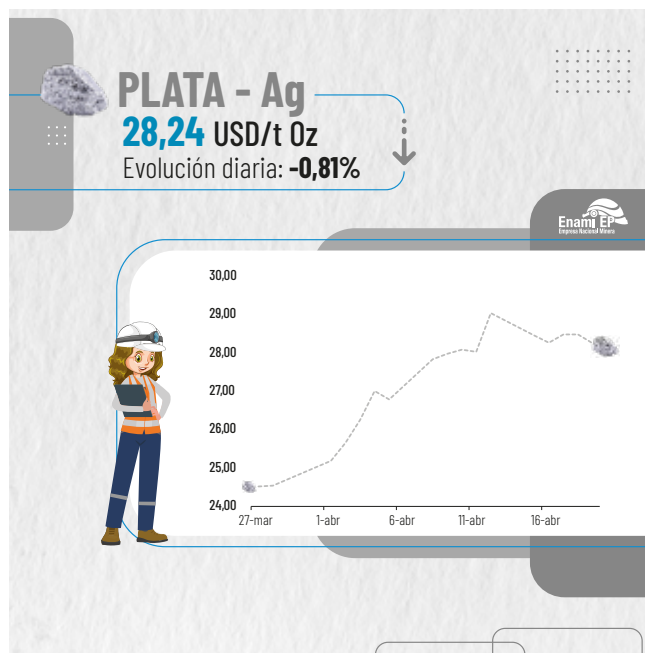 PLATA - Ag
28,24 USD/t Oz
Evolución diaria: -0,81%
Enami EP
Empresa Nacional Minera
30,00
29,00
28,00
27,00
26,00
25,00
24,00
27-mar 1-abr 6-abr 11-abr 16-abr